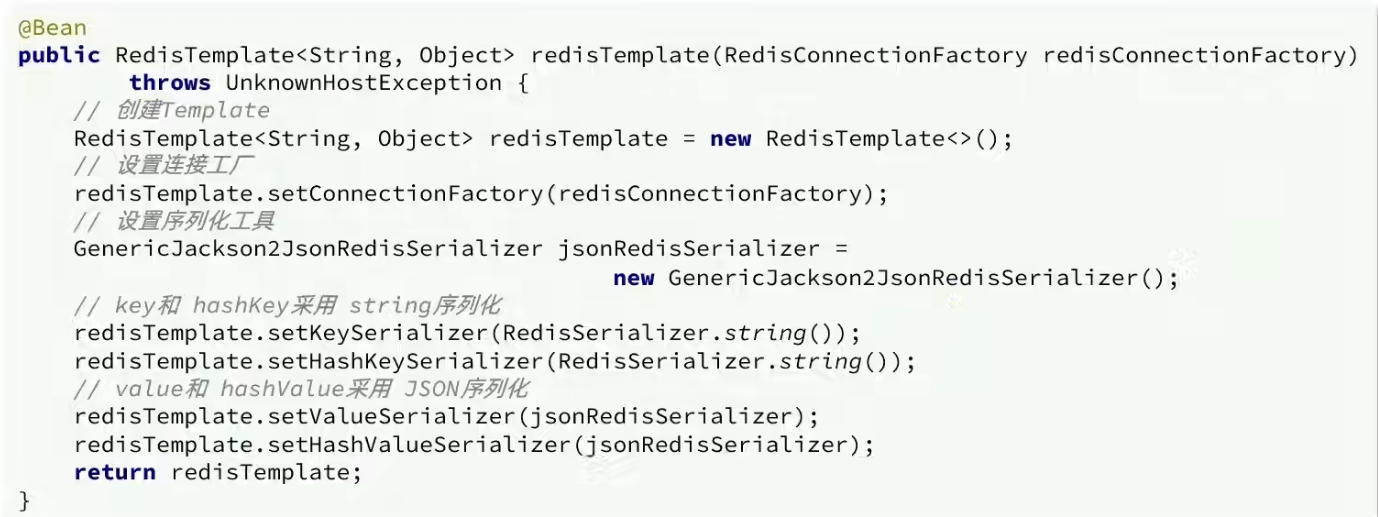 @Bean
public RedisTemplate<String, Object> redisTemplate(RedisConnectionFactory redisConnectionFactory)
throws UnknownHostException {
// 创建Template
RedisTemplate<String, Object> redisTemplate = new RedisTemplate<>();
// 设置连接工厂
redisTemplate.setConnectionFactory(redisConnectionFactory);
// 设置序列化工具
GenericJackson2JsonRedisSerializer jsonRedisSerializer =
new GenericJackson2JsonRedisSerializer();
// key和 hashKey采用 string序列化
redisTemplate.setKeySerializer(RedisSerializer.string());
redisTemplate.setHashKeySerializer(RedisSerializer.string());
// value和 hashValue采用 JSON序列化
redisTemplate.setValueSerializer(jsonRedisSerializer);
redisTemplate.setHashValueSerializer(jsonRedisSerializer);
return redisTemplate;
}